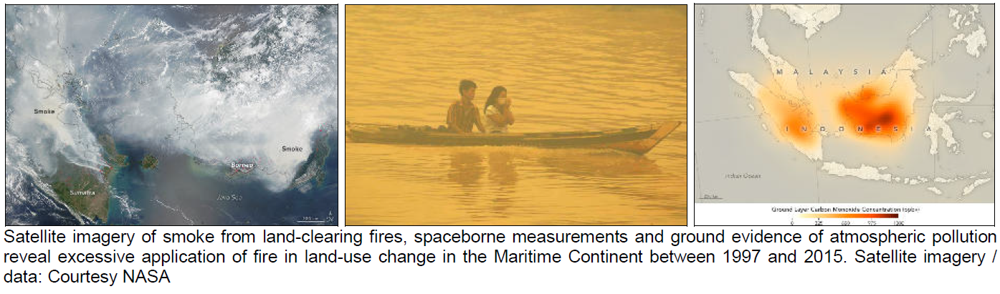 Smoke
Smoke
Borneo
Sumatra
Java Sea
MALAYSIA
INDONESIA
Indian Ocean
Ground Layer Carbon Monoxide Concentration (ppbv)
Satellite imagery of smoke from land-clearing fires, spaceborne measurements and ground evidence of atmospheric pollution
reveal excessive application of fire in land-use change in the Maritime Continent between 1997 and 2015. Satellite imagery /
data: Courtesy NASA